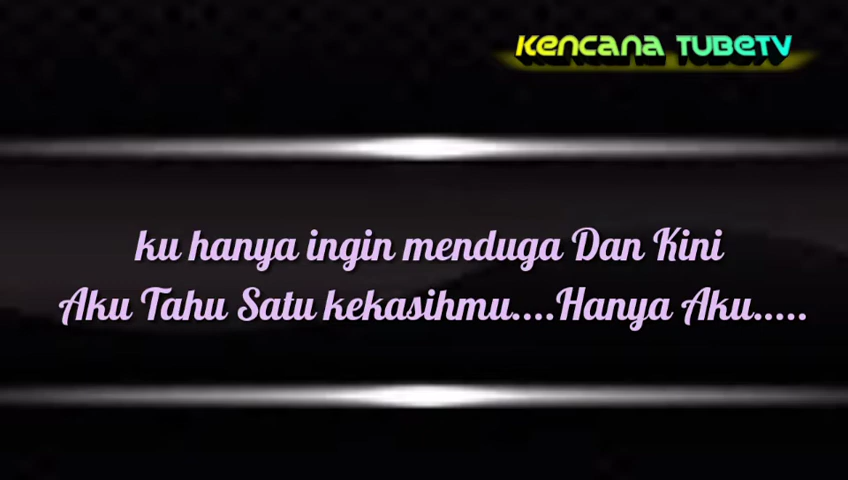 KENCANA TUBETV
ku hanya ingin menduga Dan Kini
Aku Tahu Satu kekasihmu....Hanya Aku.....